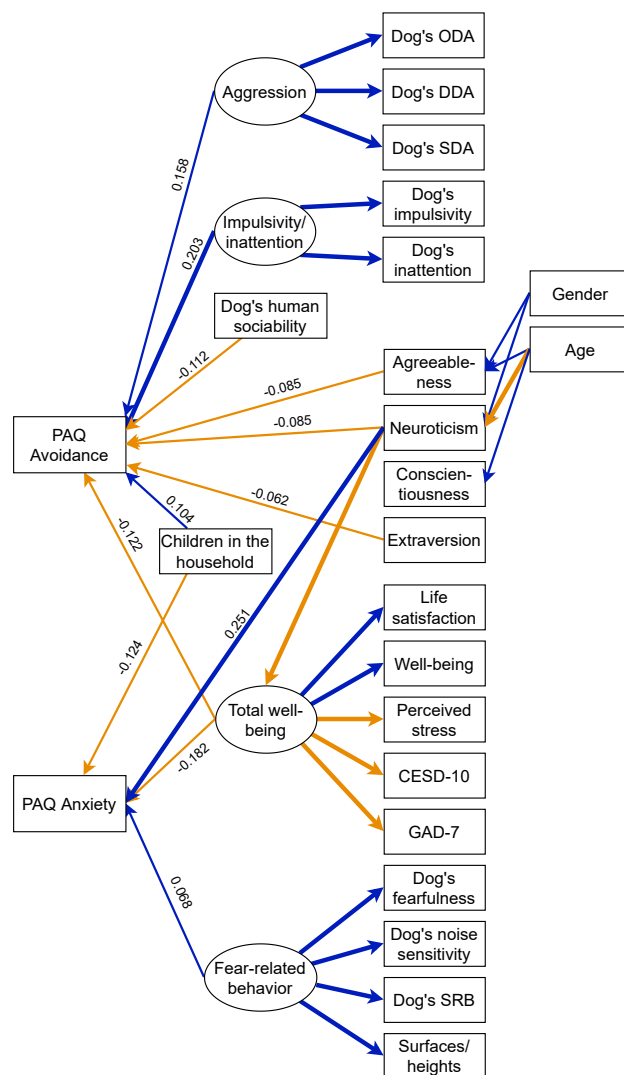 Dog's ODA
Aggression
Dog's DDA
Dog's SDA
0.158
Dog's
impulsivity
Impulsivity/
inattention
Dog's
inattention
0.203
Gender
Dog's human
sociability
Age
-0.112
Agreeable-
ness
-0.085
Neuroticism
-0.085
PAQ
Avoidance
Conscien-
tiousness
-0.062
0.104
Extraversion
-0.122
Children in the
household
Life
satisfaction
0.251
-0.124
Well-being
Total well-
being
Perceived
stress
-0.182
CESD-10
PAQ Anxiety
GAD-7
Dog's
fearfulness
0.068
Dog's noise
sensitivity
Fear-related
behavior
Dog's SRB
Surfaces/
heights